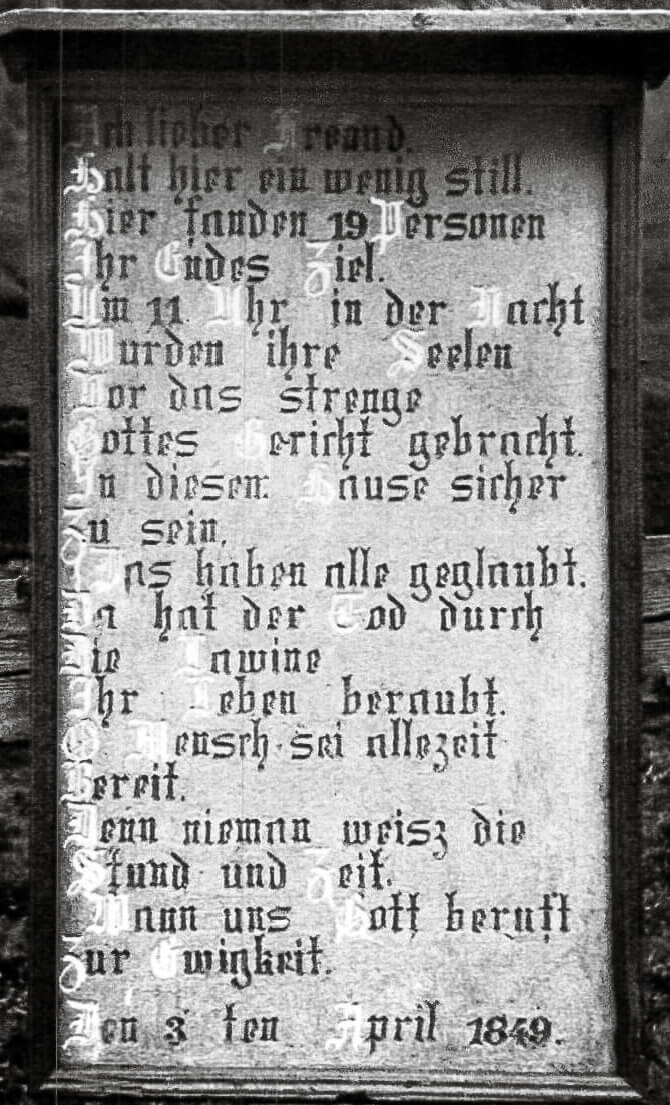 Ach lieber Freund.
Halt hier ein wenig still.
Hier fanden 19 Personen
Ihr Endes Ziel.
Um 11 Uhr in der Nacht
Wurden ihre Seelen
Vor das strenge
Gottes Gericht gebracht.
In diesem Hause sicher
Zu sein,
Das haben alle geglaubt.
Da hat der Tod durch
Die Lawine
Ihr Leben beraubt.
O Mensch sei allezeit
Bereit.
Denn nieman weisz die
Stund und Zeit.
Wann uns Gott beruft
Zur Ewigkeit.
Den 3 ten April 1849.